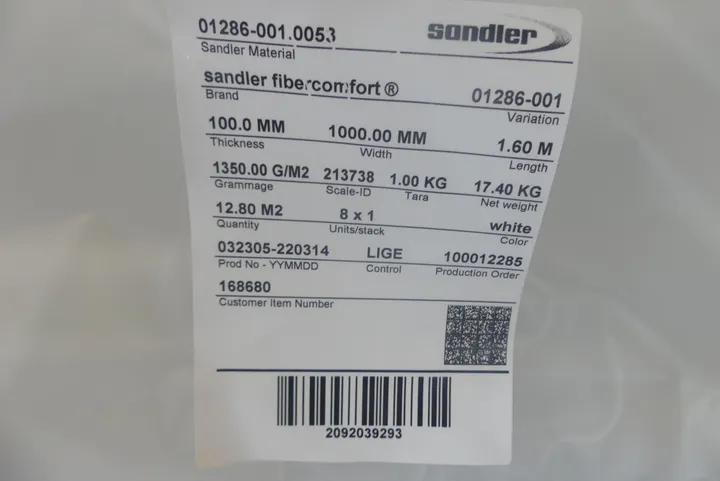 01286-001.0053
Sandler Material
sandler
sandler fibercomfort ®
Brand
01286-001
Variation
100.0 MM
Thickness
1000.00 MM
Width
1.60 M
Length
1350.00 G/M2
Grammage
213738
Scale-ID
1.00 KG
Tara
17.40 KG
Net weight
12.80 M2
Quantity
8 x 1
Units/stack
white
Color
032305-220314
Prod No - YYMMDD
LIGE
Control
100012285
Production Order
168680
Customer Item Number
2092039293